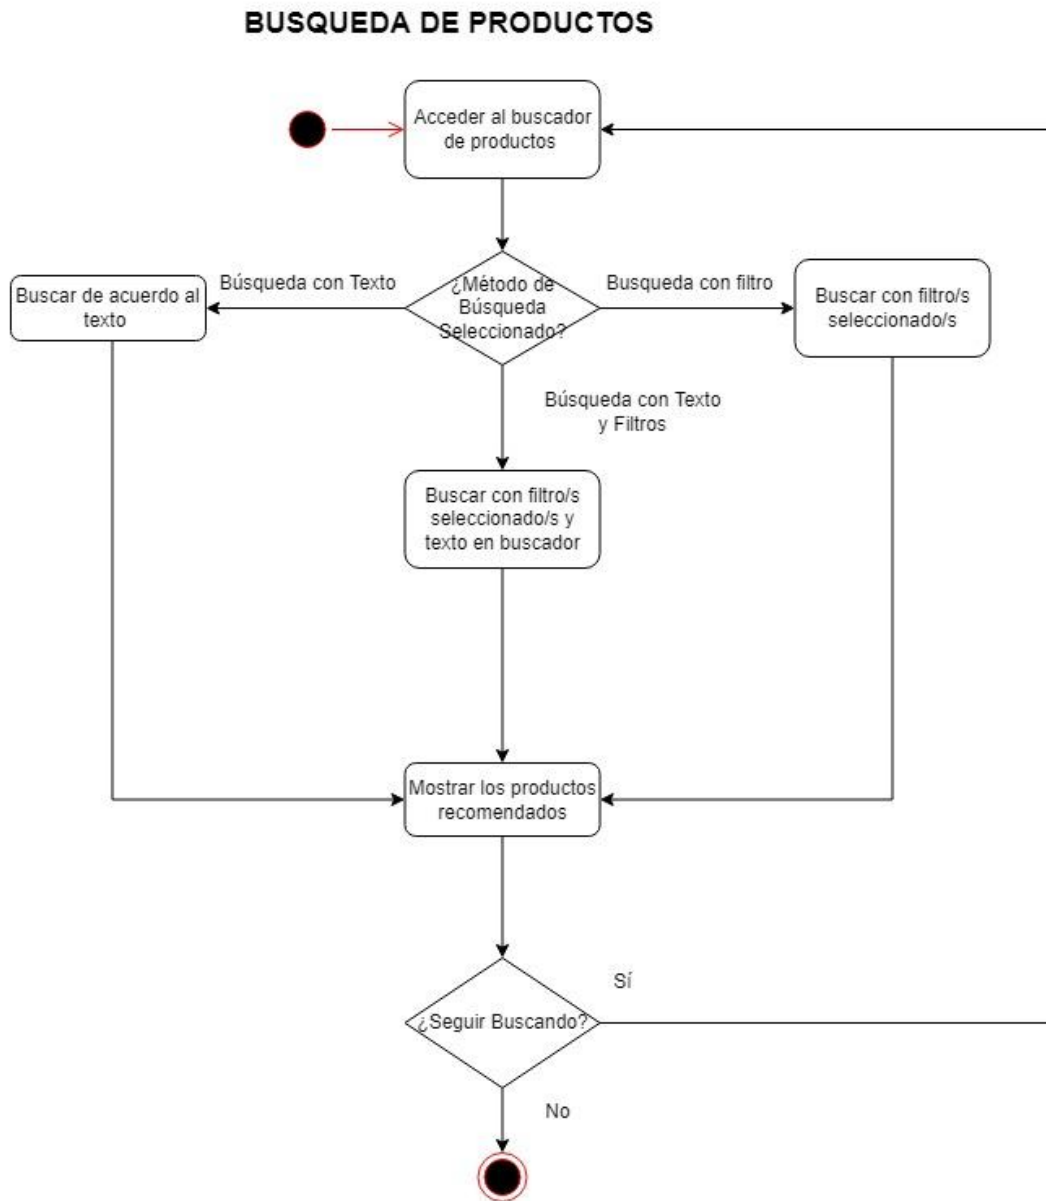 BUSQUEDA DE PRODUCTOS
Acceder al buscador
de productos
Búsqueda con Texto
¿Método de
Búsqueda
Seleccionado?
Busqueda con filtro
Buscar de acuerdo al
texto
Buscar con filtro/s
seleccionado/s
Búsqueda con Texto
y Filtros
Buscar con filtro/s
seleccionado/s y
texto en buscador
Mostrar los productos
recomendados
Sí
¿Seguir Buscando?
No